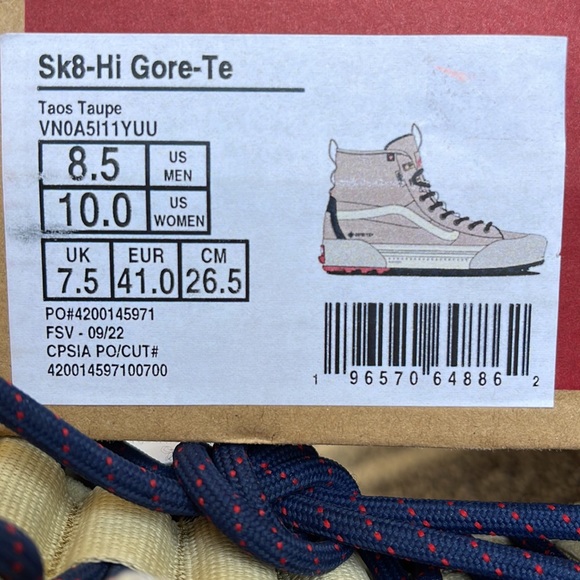 Sk8-Hi Gore-Te
Taos Taupe
VN0A5I11YUU
8.5 US MEN
10.0 US WOMEN
UK EUR CM
7.5 41.0 26.5
PO#4200145971
FSV - 09/22
CPSIA PO/CUT#
420014597100700
1 96570 64886 2